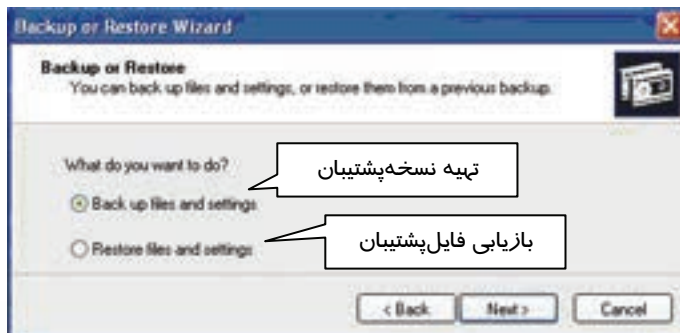 Backup or Restore Wizard
Backup or Restore
You can back up files and settings, or restore them from a previous backup.
What do you want to do?
تهیه نسخه‌پشتیبان
Back up files and settings
بازیابی فایل‌پشتیبان
Restore files and settings
< Back
Next >
Cancel